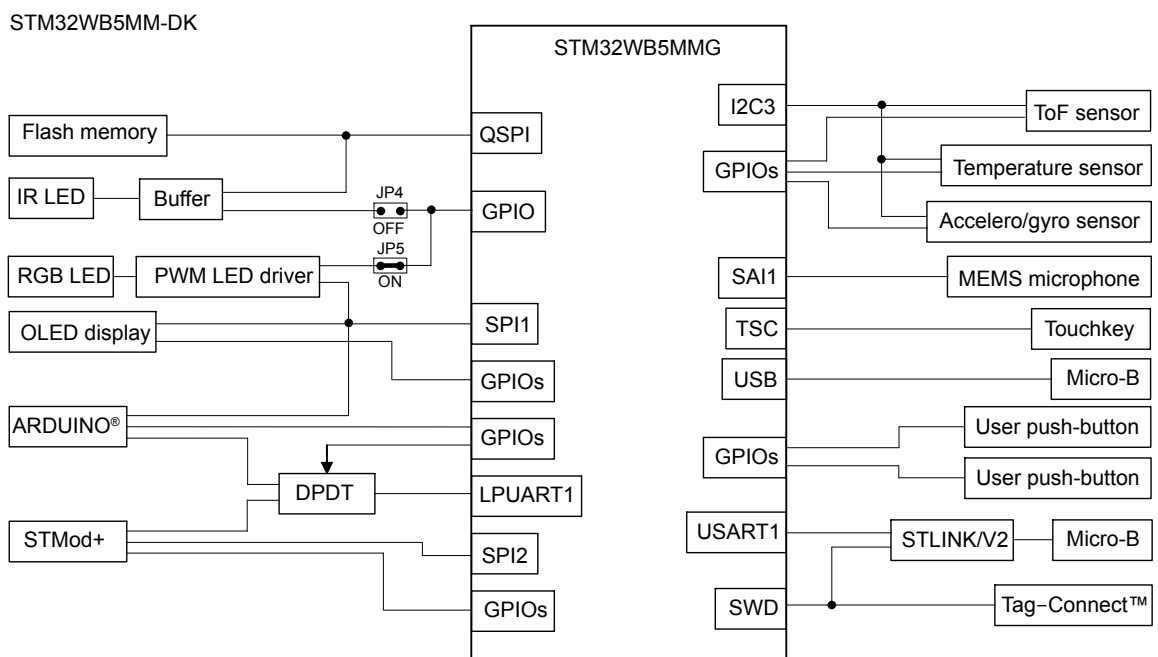 STM32WB5MM-DK
STM32WB5MMG
Flash memory
IR LED
Buffer
JP4
OFF
JP5
ON
RGB LED
PWM LED driver
OLED display
ARDUINO®
DPDT
STMod+
QSPI
GPIO
SPI1
GPIOs
GPIOs
LPUART1
SPI2
GPIOs
I2C3
GPIOs
SAI1
TSC
USB
GPIOs
USART1
SWD
ToF sensor
Temperature sensor
Accelero/gyro sensor
MEMS microphone
Touchkey
Micro-B
User push-button
User push-button
STLINK/V2
Micro-B
Tag−Connect™